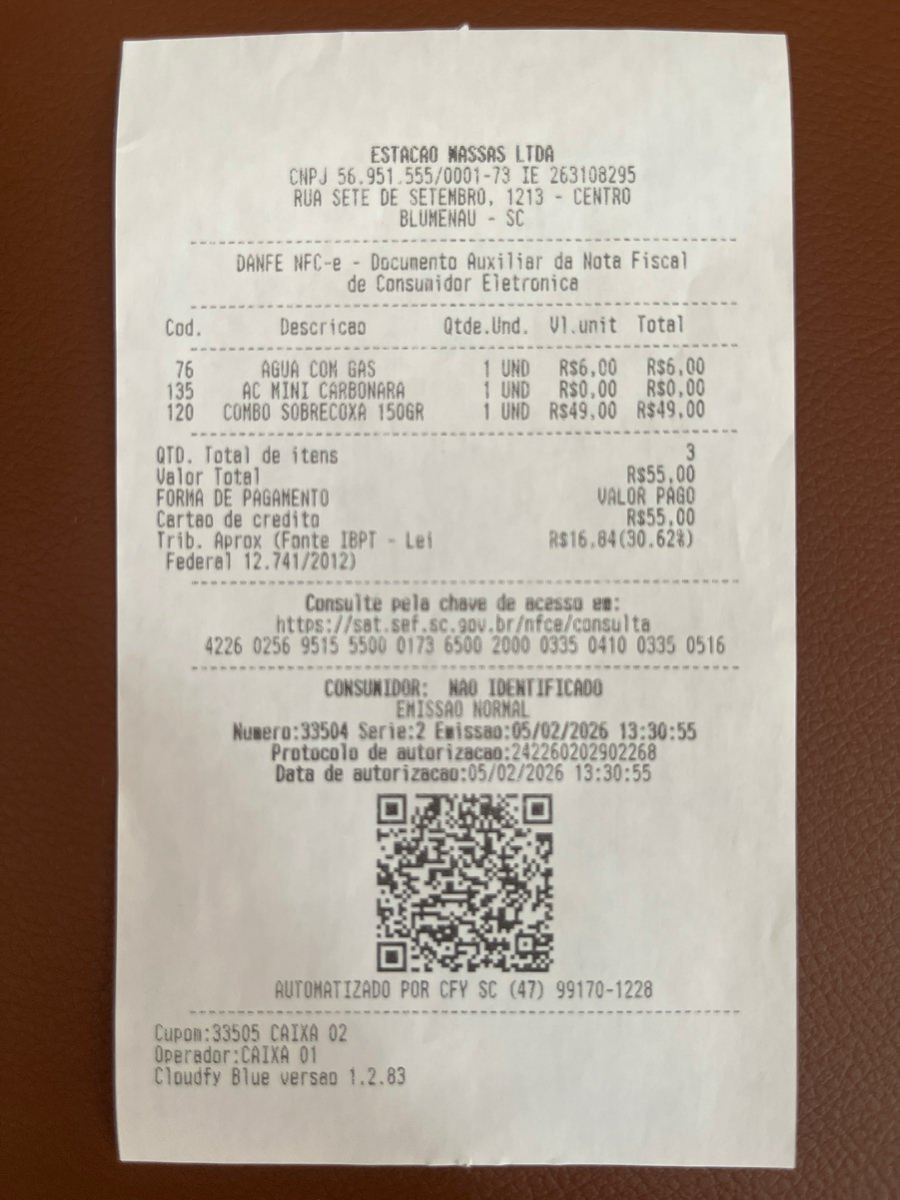 ESTACAO MASSAS LTDA
CNPJ 56.951.555/0001-73 IE 263108295
RUA SETE DE SETEMBRO, 1213 - CENTRO
BLUMENAU - SC
DANFE NFC-e - Documento Auxiliar da Nota Fiscal
de Consumidor Eletronica
Cod. Descricao Qtde.Und. Vl.unit Total
76 AGUA COM GAS 1 UND R$6,00 R$6,00
135 AC MINI CARBONARA 1 UND R$0,00 R$0,00
120 COMBO SOBRECOXA 150GR 1 UND R$49,00 R$49,00
QTD. Total de itens 3
Valor Total R$55,00
FORMA DE PAGAMENTO VALOR PAGO
Cartao de credito R$55,00
Trib. Aprox (Fonte IBPT - Lei R$16,84(30.62%)
Federal 12.741/2012)
Consulte pela chave de acesso em:
https://sat.sef.sc.gov.br/nfce/consulta
4226 0256 9515 5500 0173 6500 2000 0335 0410 0335 0516
CONSUMIDOR: NAO IDENTIFICADO
EMISSAO NORMAL
Numero:33504 Serie:2 Emissao:05/02/2026 13:30:55
Protocolo de autorizacao:242260202902268
Data de autorizacao:05/02/2026 13:30:55
AUTOMATIZADO POR CFY SC (47) 99170-1228
Cupom:33505 CAIXA 02
Operador:CAIXA 01
Cloudfy Blue versao 1.2.83